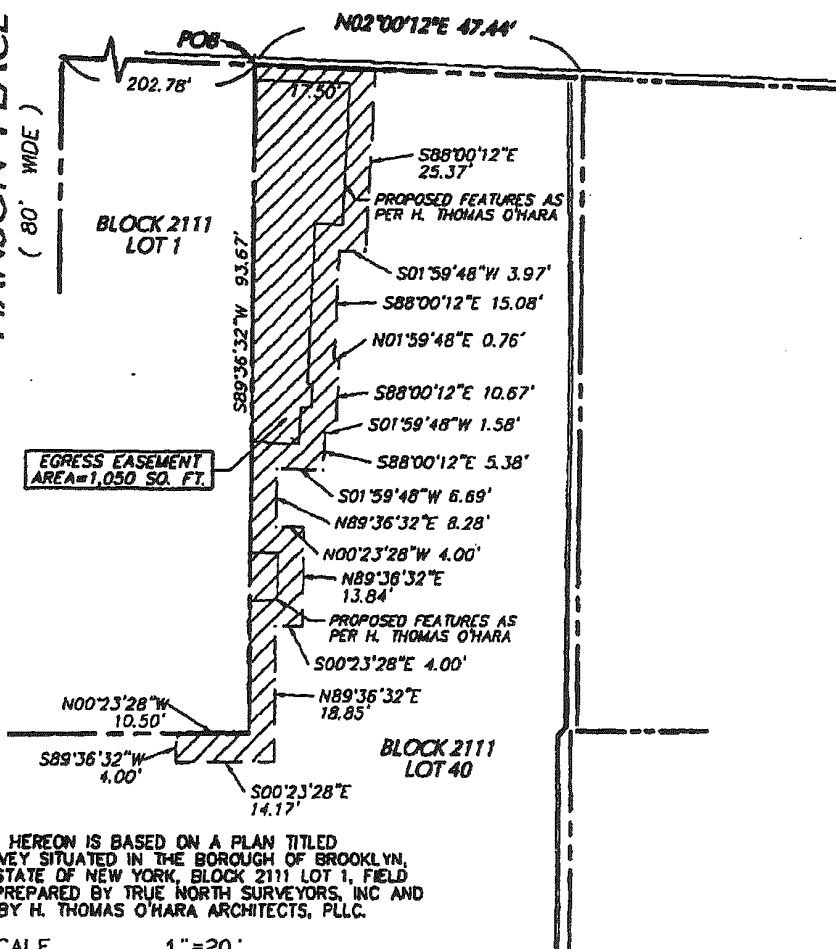 N02°00'12"E 47.44'
POB
202.78'
17.50'
( 80' WIDE )
S88°00'12"E
25.37'
PROPOSED FEATURES AS
PER H. THOMAS O'HARA
BLOCK 2111
LOT 1
S89°36'32"W 93.67'
S01°59'48"W 3.97'
S88°00'12"E 15.08'
N01°59'48"E 0.76'
S88°00'12"E 10.67'
S01°59'48"W 1.58'
S88°00'12"E 5.38'
EGRESS EASEMENT
AREA=1,050 SQ. FT.
S01°59'48"W 6.69'
N89°36'32"E 8.28'
N00°23'28"W 4.00'
N89°36'32"E
13.84'
PROPOSED FEATURES AS
PER H. THOMAS O'HARA
S00°23'28"E 4.00'
N89°36'32"E
18.85'
N00°23'28"W
10.50'
S89°36'32"W
4.00'
BLOCK 2111
LOT 40
S00°23'28"E
14.17'
HEREON IS BASED ON A PLAN TITLED
VEY SITUATED IN THE BOROUGH OF BROOKLYN,
STATE OF NEW YORK, BLOCK 2111 LOT 1, FIELD
PREPARED BY TRUE NORTH SURVEYORS, INC AND
BY H. THOMAS O'HARA ARCHITECTS, PLLC.
CALE 1"=20'